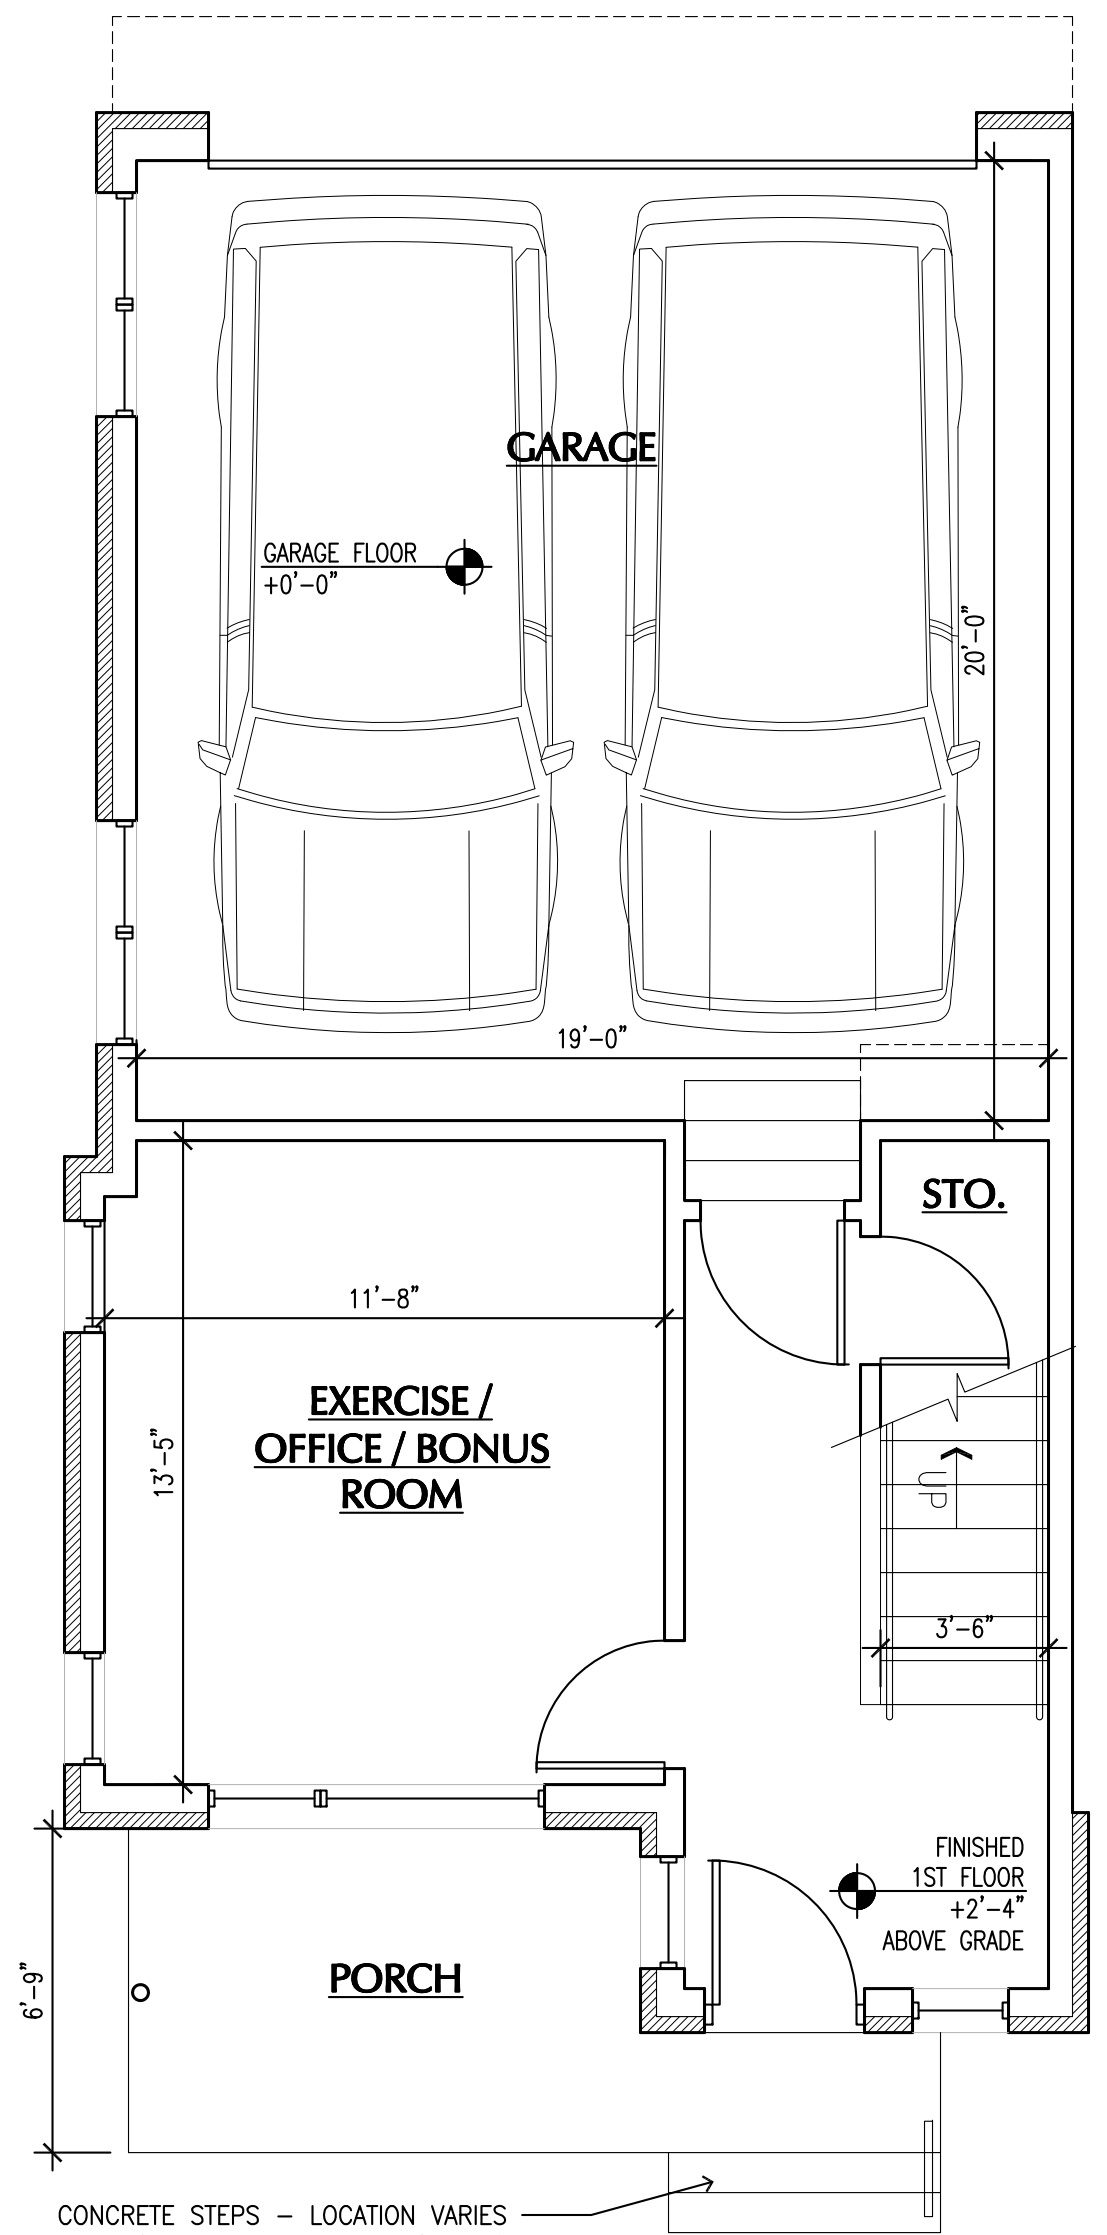 GARAGE
GARAGE FLOOR
+0'-0"
20'-0"
19'-0"
STO.
11'-8"
EXERCISE /
OFFICE / BONUS
ROOM
13'-5"
UP
3'-6"
FINISHED
1ST FLOOR
+2'-4"
ABOVE GRADE
PORCH
6'-9"
CONCRETE STEPS – LOCATION VARIES